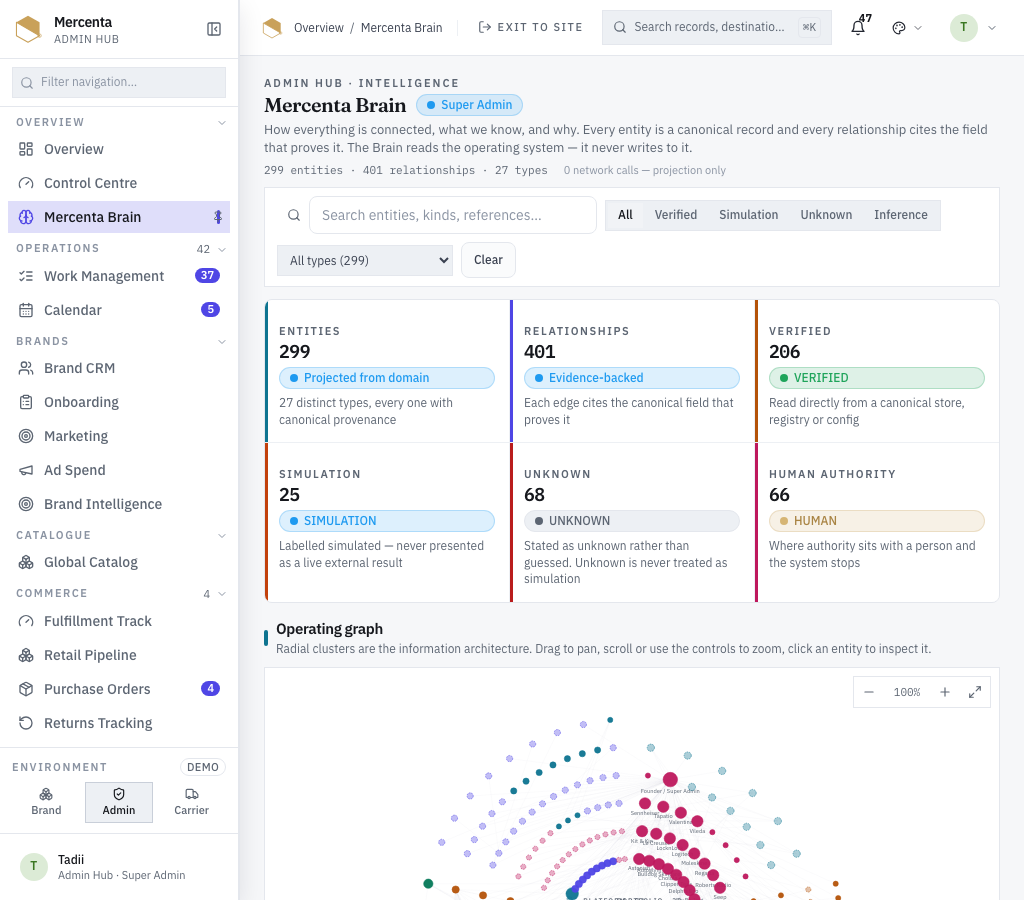 Mercenta
ADMIN HUB
Filter navigation...
OVERVIEW
Overview
Control Centre
Mercenta Brain
OPERATIONS 42
Work Management 37
Calendar 5
BRANDS
Brand CRM
Onboarding
Marketing
Ad Spend
Brand Intelligence
CATALOGUE
Global Catalog
COMMERCE 4
Fulfillment Track
Retail Pipeline
Purchase Orders 4
Returns Tracking
ENVIRONMENT DEMO
Brand Admin Carrier
T Tadii
Admin Hub · Super Admin
Overview / Mercenta Brain
EXIT TO SITE
Search records, destinatio... ⌘K
47
T
ADMIN HUB · INTELLIGENCE
Mercenta Brain Super Admin
How everything is connected, what we know, and why. Every entity is a canonical record and every relationship cites the field
that proves it. The Brain reads the operating system — it never writes to it.
299 entities · 401 relationships · 27 types 0 network calls — projection only
Search entities, kinds, references...
All Verified Simulation Unknown Inference
All types (299) Clear
ENTITIES
299
Projected from domain
27 distinct types, every one with
canonical provenance
RELATIONSHIPS
401
Evidence-backed
Each edge cites the canonical field that
proves it
VERIFIED
206
VERIFIED
Read directly from a canonical store,
registry or config
SIMULATION
25
SIMULATION
Labelled simulated — never presented
as a live external result
UNKNOWN
68
UNKNOWN
Stated as unknown rather than
guessed. Unknown is never treated as
simulation
HUMAN AUTHORITY
66
HUMAN
Where authority sits with a person and
the system stops
Operating graph
Radial clusters are the information architecture. Drag to pan, scroll or use the controls to zoom, click an entity to inspect it.
100%
Founder / Super Admin
Sennheiser
Tapatio
Valentina
Vileda